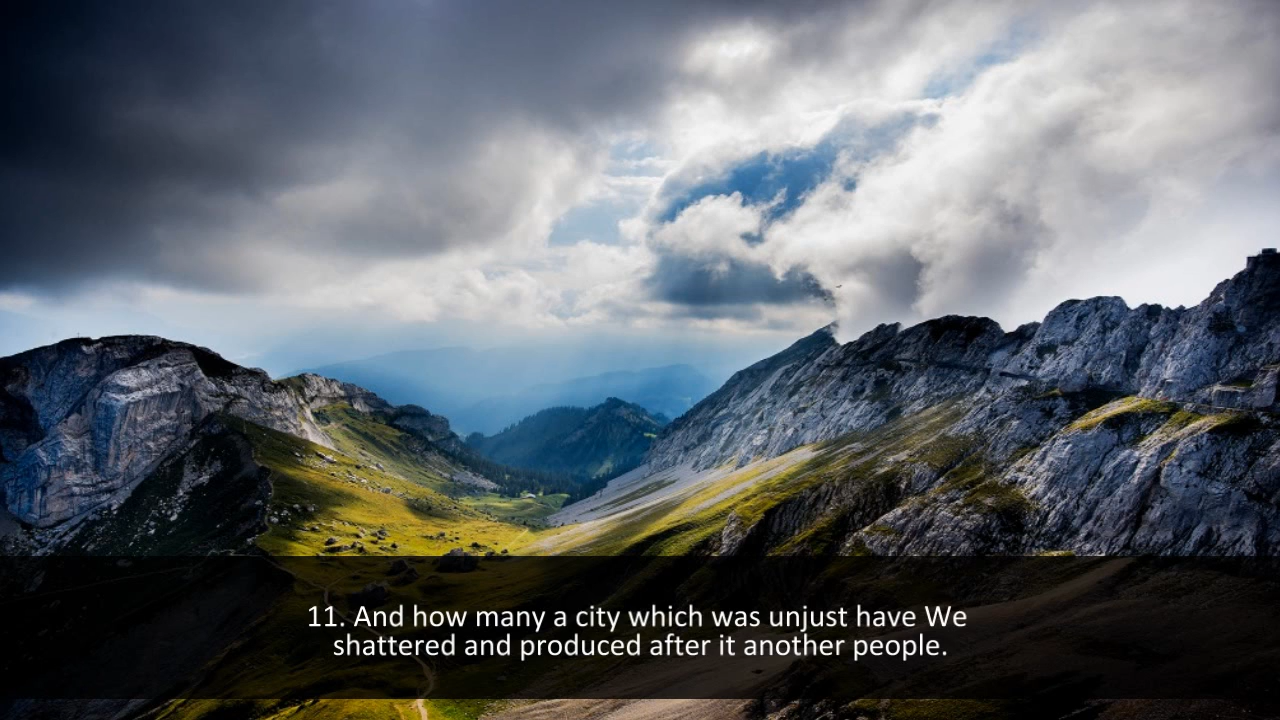 11. And how many a city which was unjust have We
shattered and produced after it another people.